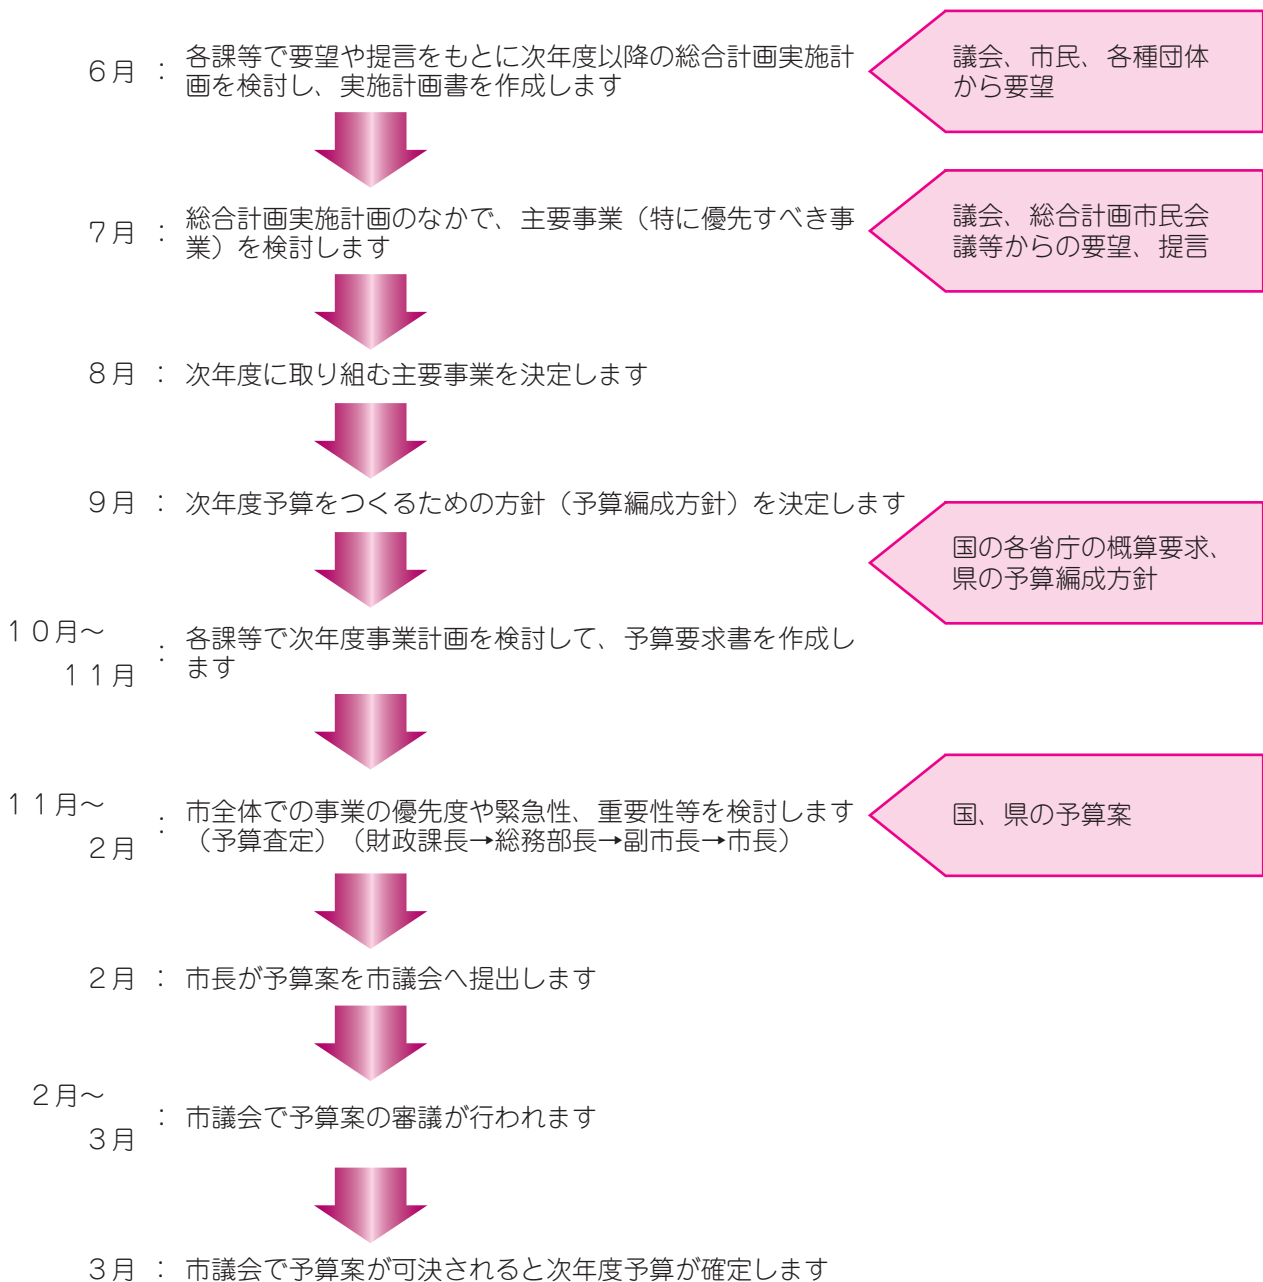 6月 : 各課等で要望や提言をもとに次年度以降の総合計画実施計
画を検討し、実施計画書を作成します
議会、市民、各種団体
から要望
7月 : 総合計画実施計画のなかで、主要事業（特に優先すべき事
業）を検討します
議会、総合計画市民会
議等からの要望、提言
8月 : 次年度に取り組む主要事業を決定します
9月 : 次年度予算をつくるための方針（予算編成方針）を決定します
国の各省庁の概算要求、
県の予算編成方針
10月～
11月 : 各課等で次年度事業計画を検討して、予算要求書を作成し
ます
11月～
2月 : 市全体での事業の優先度や緊急性、重要性等を検討します
（予算査定）（財政課長→総務部長→副市長→市長）
国、県の予算案
2月 : 市長が予算案を市議会へ提出します
2月～
3月 : 市議会で予算案の審議が行われます
3月 : 市議会で予算案が可決されると次年度予算が確定します